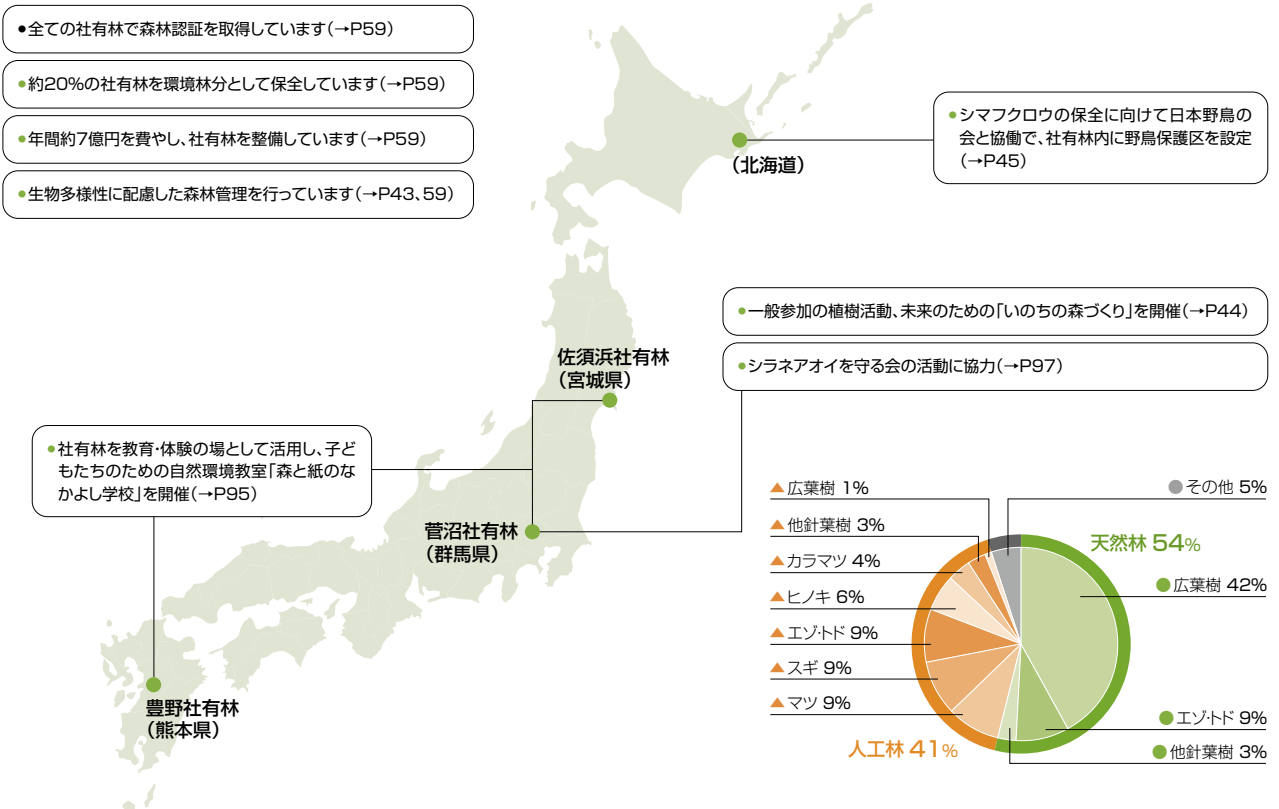 ●全ての社有林で森林認証を取得しています(→P59)
●約20%の社有林を環境林分として保全しています(→P59)
●年間約7億円を費やし、社有林を整備しています(→P59)
●生物多様性に配慮した森林管理を行っています(→P43、59)
(北海道)
●シマフクロウの保全に向けて日本野鳥の
会と協働で、社有林内に野鳥保護区を設定
(→P45)
●一般参加の植樹活動、未来のための「いのちの森づくり」を開催(→P44)
●シラネアオイを守る会の活動に協力(→P97)
佐須浜社有林
(宮城県)
●社有林を教育・体験の場として活用し、子ど
もたちのための自然環境教室「森と紙のな
かよし学校」を開催(→P95)
菅沼社有林
(群馬県)
豊野社有林
(熊本県)
▲広葉樹 1%
▲他針葉樹 3%
▲カラマツ 4%
▲ヒノキ 6%
▲エゾ・トド 9%
▲スギ 9%
▲マツ 9%
人工林 41%
●その他 5%
天然林 54%
●広葉樹 42%
●エゾ・トド 9%
●他針葉樹 3%